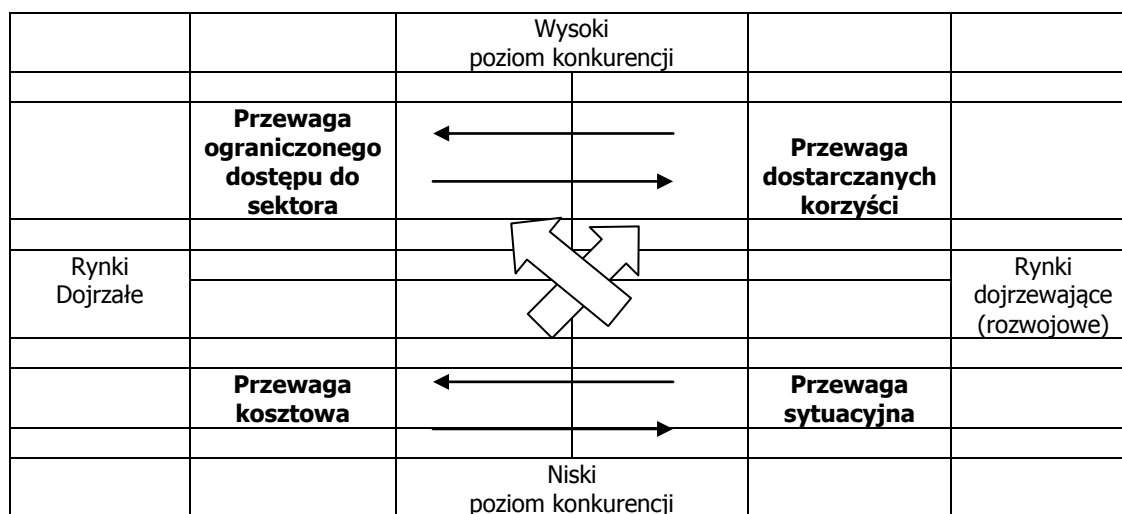 Wysoki
poziom konkurencji
Przewaga
ograniczonego
dostępu do
sektora
Przewaga
dostarczanych
korzyści
Rynki
Dojrzałe
Rynki
dojrzewające
(rozwojowe)
Przewaga
kosztowa
Przewaga
sytuacyjna
Niski
poziom konkurencji